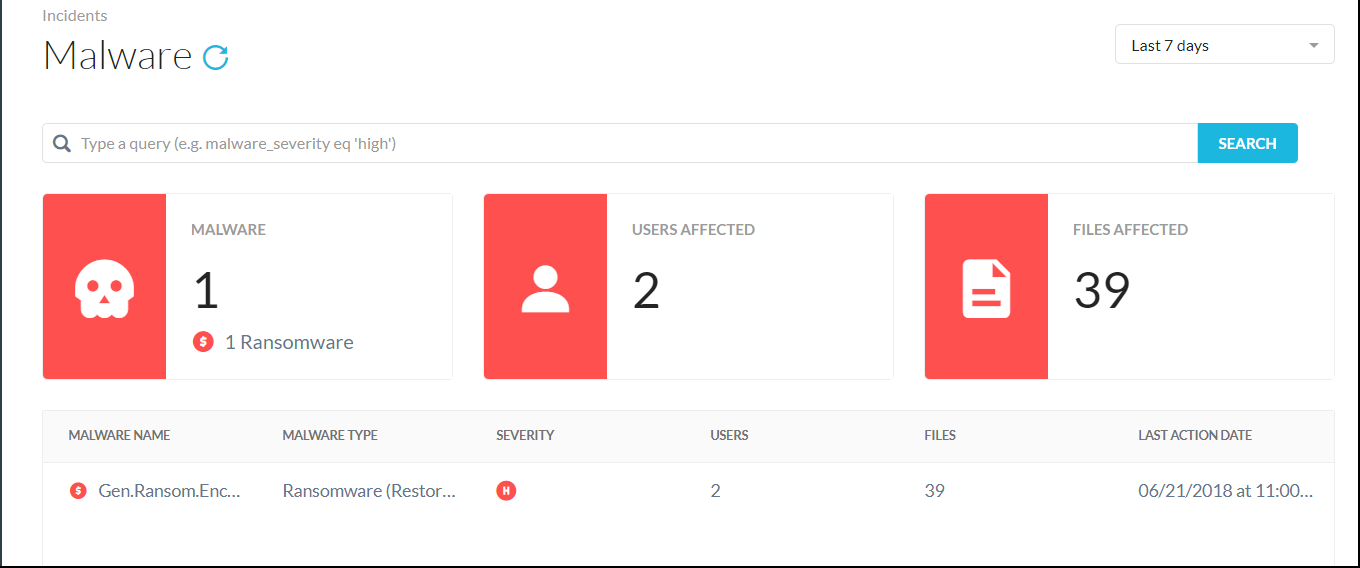 Incidents
Malware
Last 7 days
Type a query (e.g. malware_severity eq 'high')
SEARCH
MALWARE
1
$ 1 Ransomware
USERS AFFECTED
2
FILES AFFECTED
39
MALWARE NAME MALWARE TYPE SEVERITY USERS FILES LAST ACTION DATE
$ Gen.Ransom.Enc... Ransomware (Restor... H 2 39 06/21/2018 at 11:00...